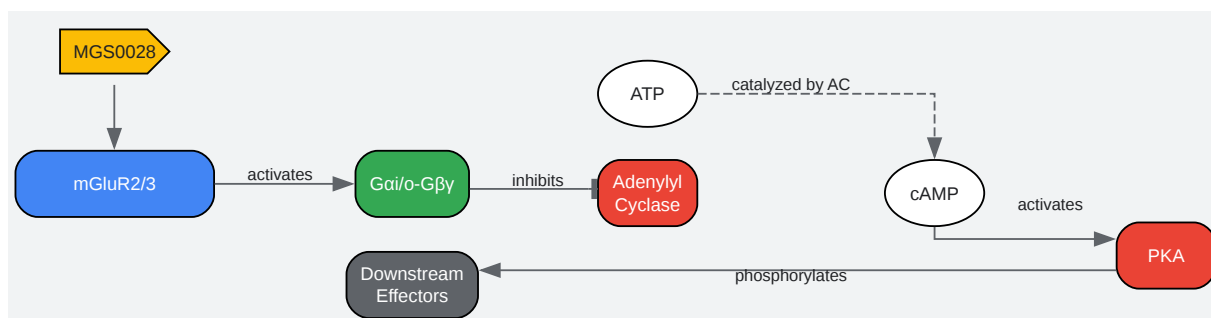 MGS0028
ATP
catalyzed by AC
mGluR2/3
activates
Gαi/o-Gβγ
inhibits
Adenylyl
Cyclase
cAMP
activates
PKA
Downstream
Effectors
phosphorylates